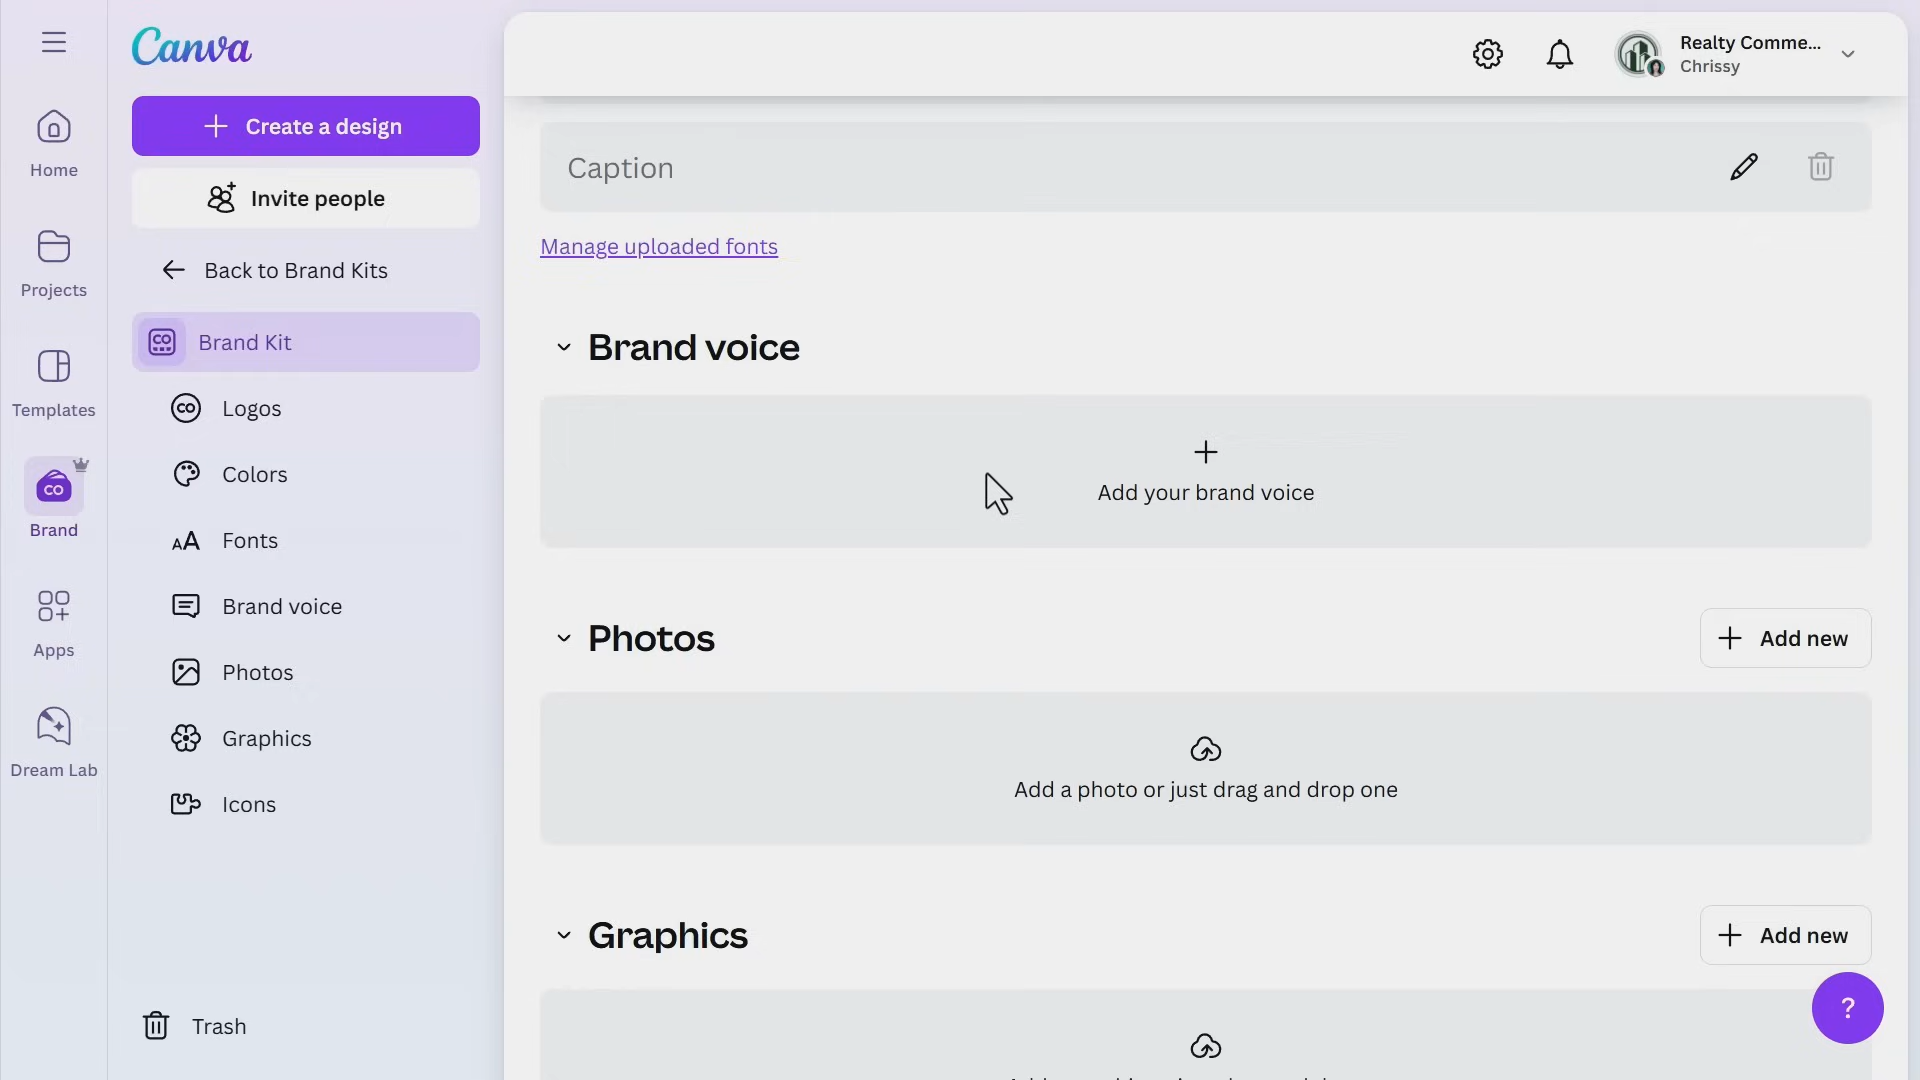 Canva
Create a design
Invite people
Back to Brand Kits
Brand Kit
Logos
Colors
Fonts
Brand voice
Photos
Graphics
Icons
Trash
Home
Projects
Templates
CO
Brand
Apps
Dream Lab
Realty Comme...
Chrissy
Caption
Manage uploaded fonts
Brand voice
Add your brand voice
Photos
Add new
Add a photo or just drag and drop one
Graphics
Add new
?